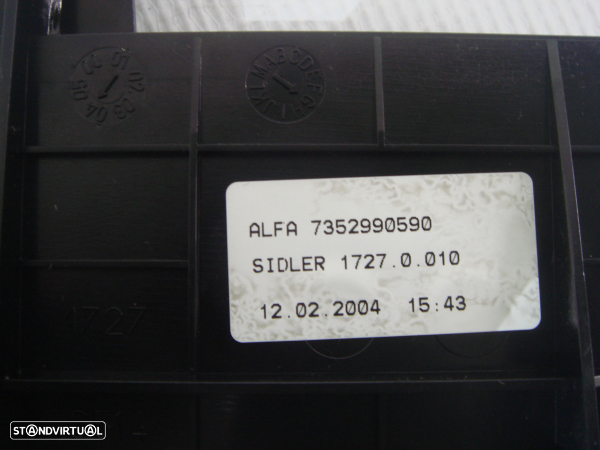 ALFA 7352990590
SIDLER 1727.0.010
12.02.2004 15:43
1727
STANDVIRTUAL